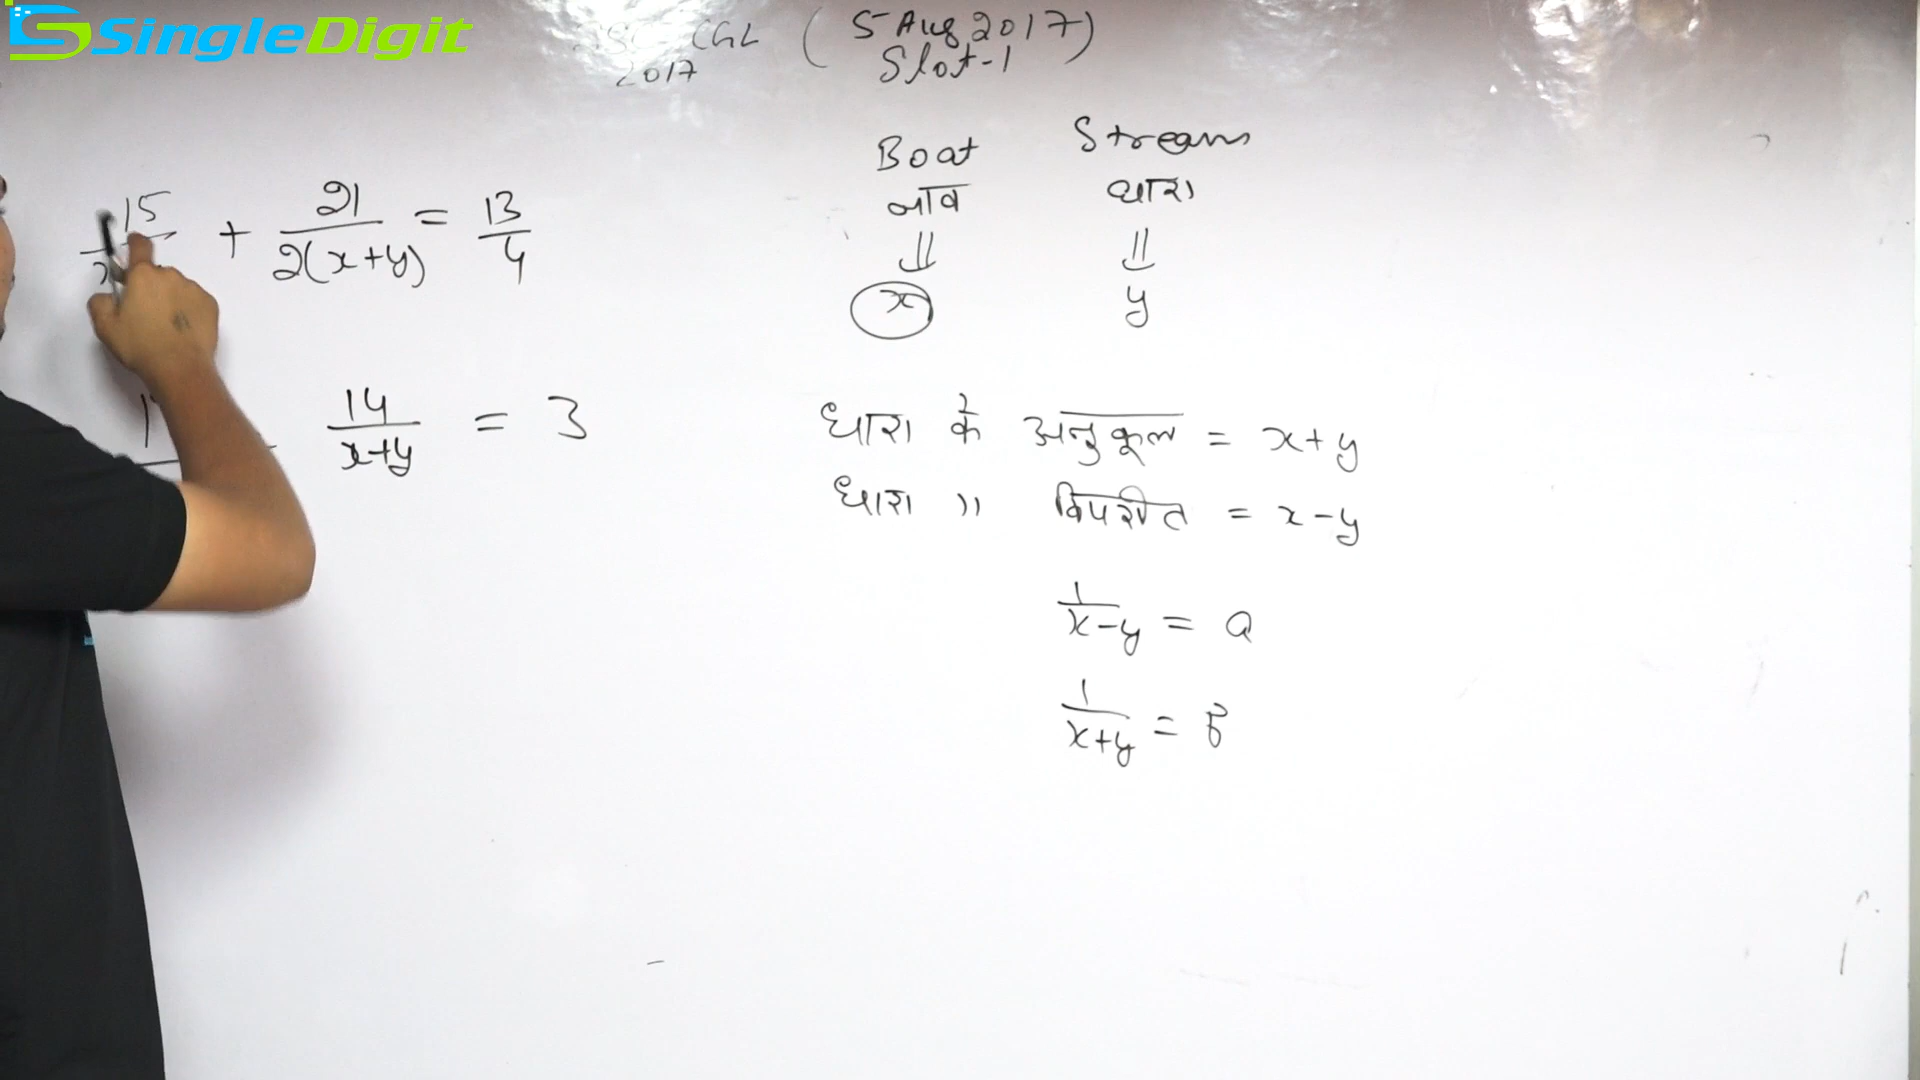 SingleDigit
CGL ( 5 Aug 2017)
2017 Slot-1
Boat Stream
नाव धारा
⇓ ⇓
x y
15 + 21/2(x+y) = 13/4
14/x+y = 3
धारा के अनुकूल = x+y
धारा " विपरीत = x-y
1/x-y = a
1/x+y = b